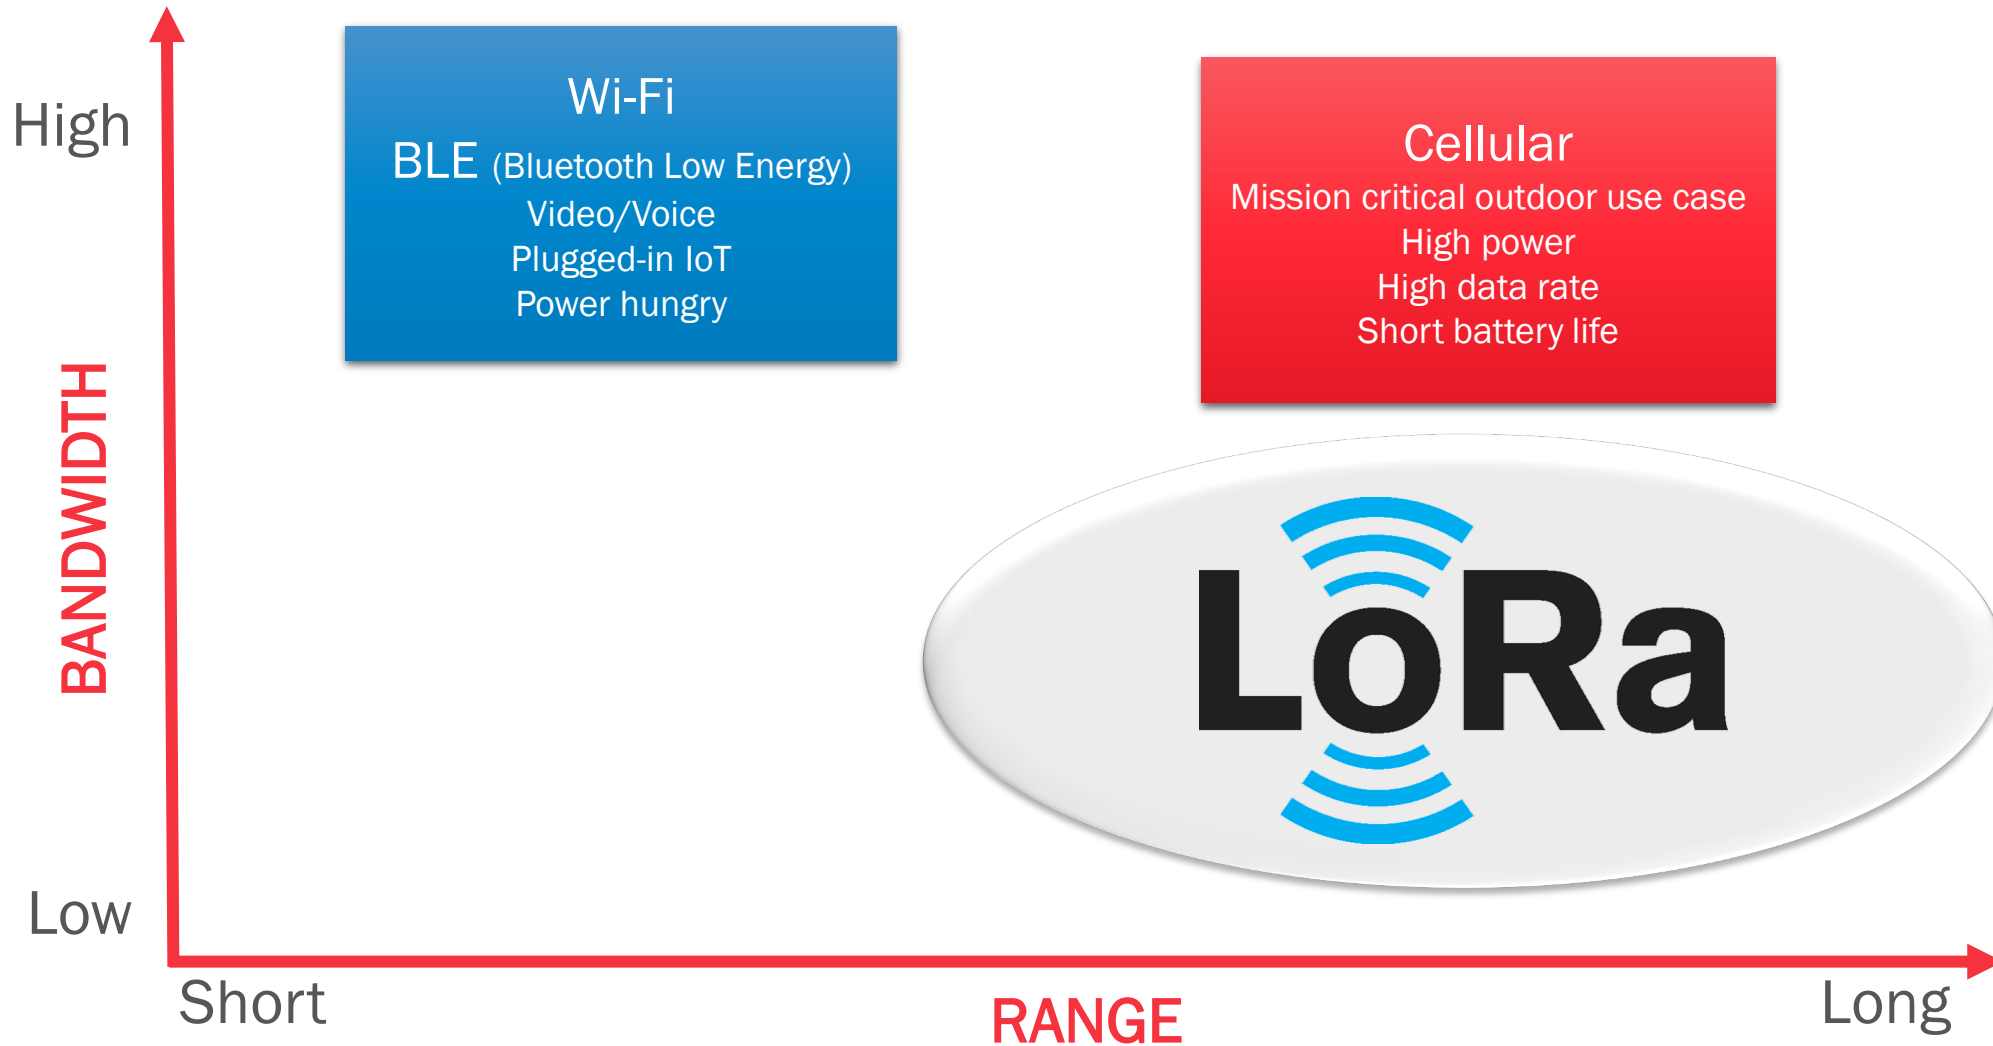 High
Wi-Fi
BLE (Bluetooth Low Energy)
Video/Voice
Plugged-in IoT
Power hungry
Cellular
Mission critical outdoor use case
High power
High data rate
Short battery life
BANDWIDTH
LoRa
Low
Short
RANGE
Long